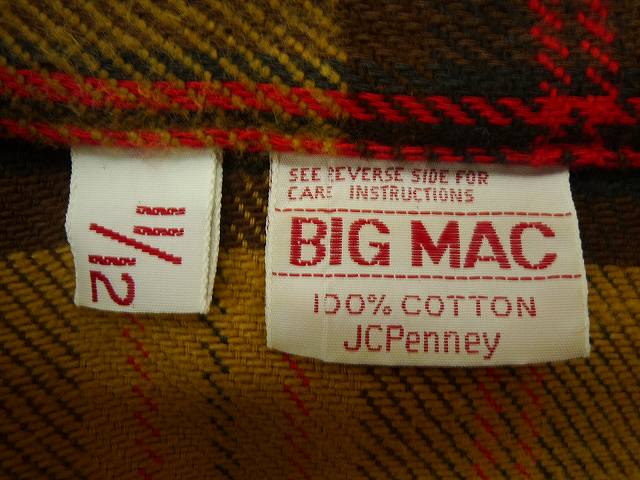 SEE REVERSE SIDE FOR
CARE INSTRUCTIONS
BIG MAC
100% COTTON
JCPenney